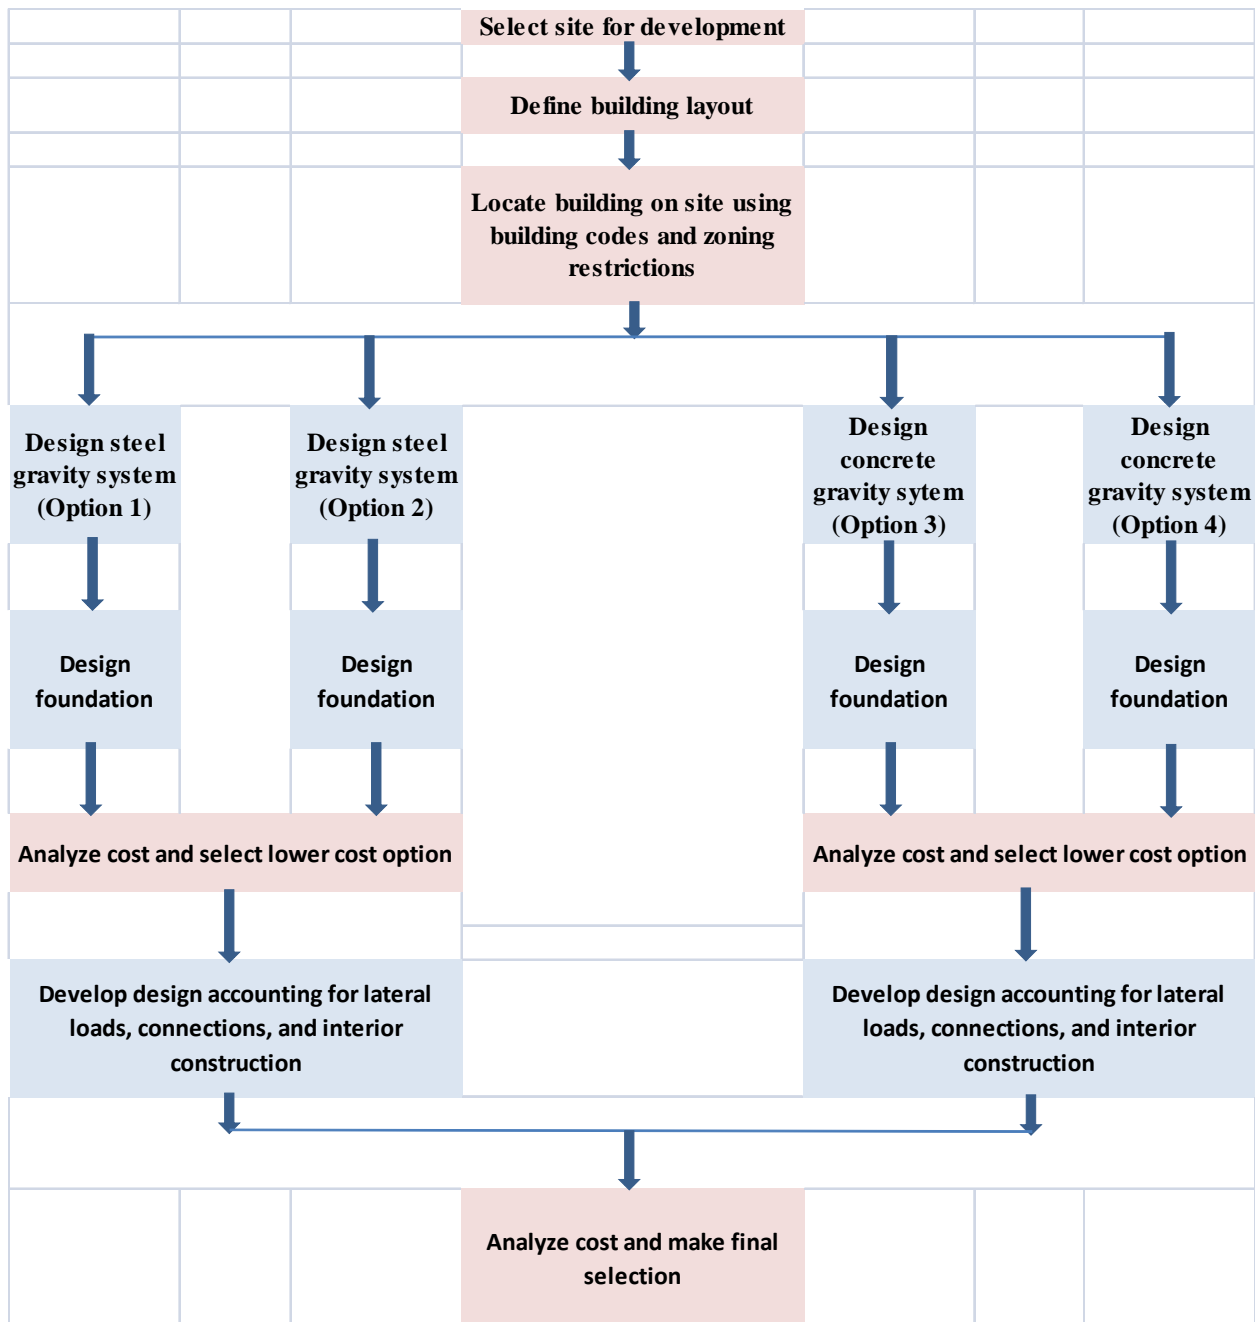 Select site for development
Define building layout
Locate building on site using
building codes and zoning
restrictions
Design steel
gravity system
(Option 1)
Design steel
gravity system
(Option 2)
Design
concrete
gravity sytem
(Option 3)
Design
concrete
gravity system
(Option 4)
Design
foundation
Design
foundation
Design
foundation
Design
foundation
Analyze cost and select lower cost option
Analyze cost and select lower cost option
Develop design accounting for lateral
loads, connections, and interior
construction
Develop design accounting for lateral
loads, connections, and interior
construction
Analyze cost and make final
selection